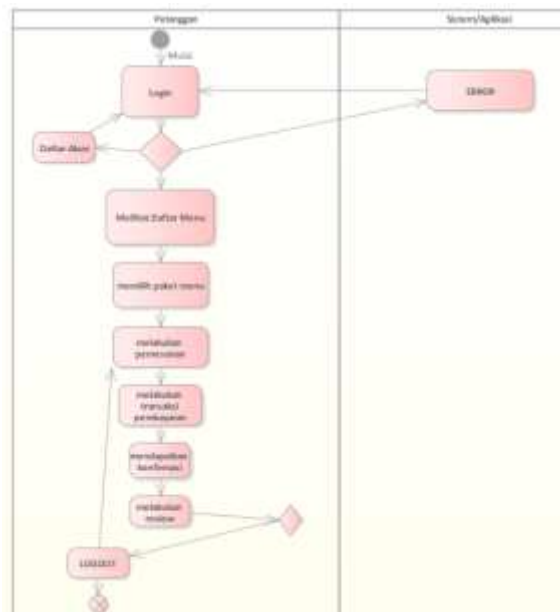 Pelanggan
Sistem/Aplikasi
Mulai
Login
ERROR
Daftar Akun
Melihat Daftar Menu
memilih paket menu
melakukan
pemesanan
melakukan
transaksi
pembayaran
mendapatkan
konfirmasi
melakukan
review
LOGOUT